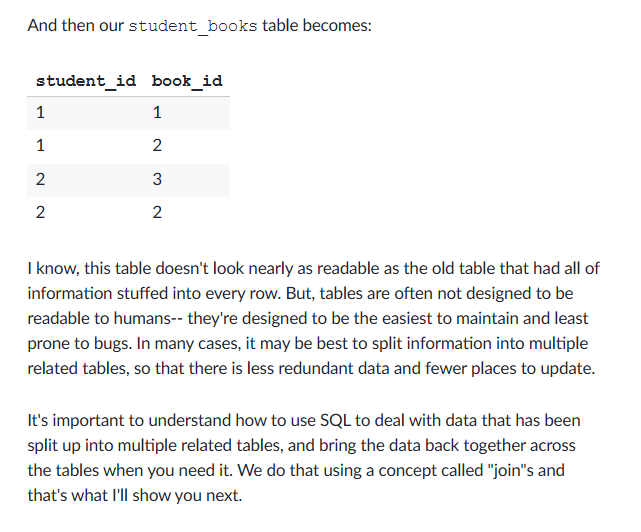 And then our student_books table becomes:
student_id book_id
1 1
1 2
2 3
2 2
I know, this table doesn't look nearly as readable as the old table that had all of
information stuffed into every row. But, tables are often not designed to be
readable to humans-- they're designed to be the easiest to maintain and least
prone to bugs. In many cases, it may be best to split information into multiple
related tables, so that there is less redundant data and fewer places to update.
It's important to understand how to use SQL to deal with data that has been
split up into multiple related tables, and bring the data back together across
the tables when you need it. We do that using a concept called "join"s and
that's what I'll show you next.